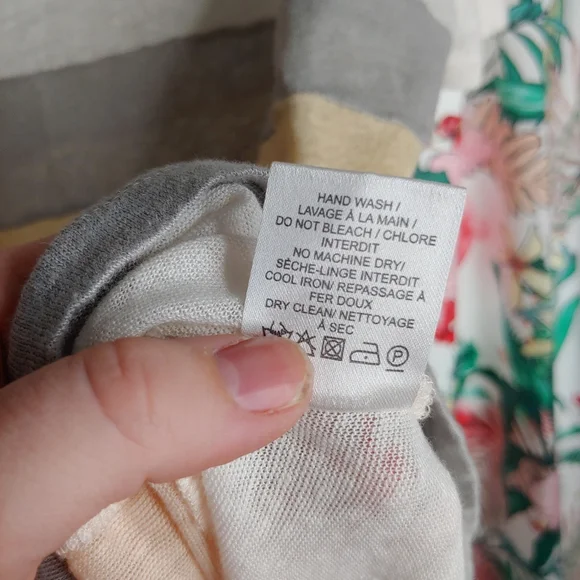 HAND WASH/
LAVAGE À LA MAIN/
DO NOT BLEACH/ CHLORE
INTERDIT
NO MACHINE DRY/
SÈCHE-LINGE INTERDIT
COOL IRON/ REPASSAGE À
FER DOUX
DRY CLEAN/ NETTOYAGE
À SEC
P